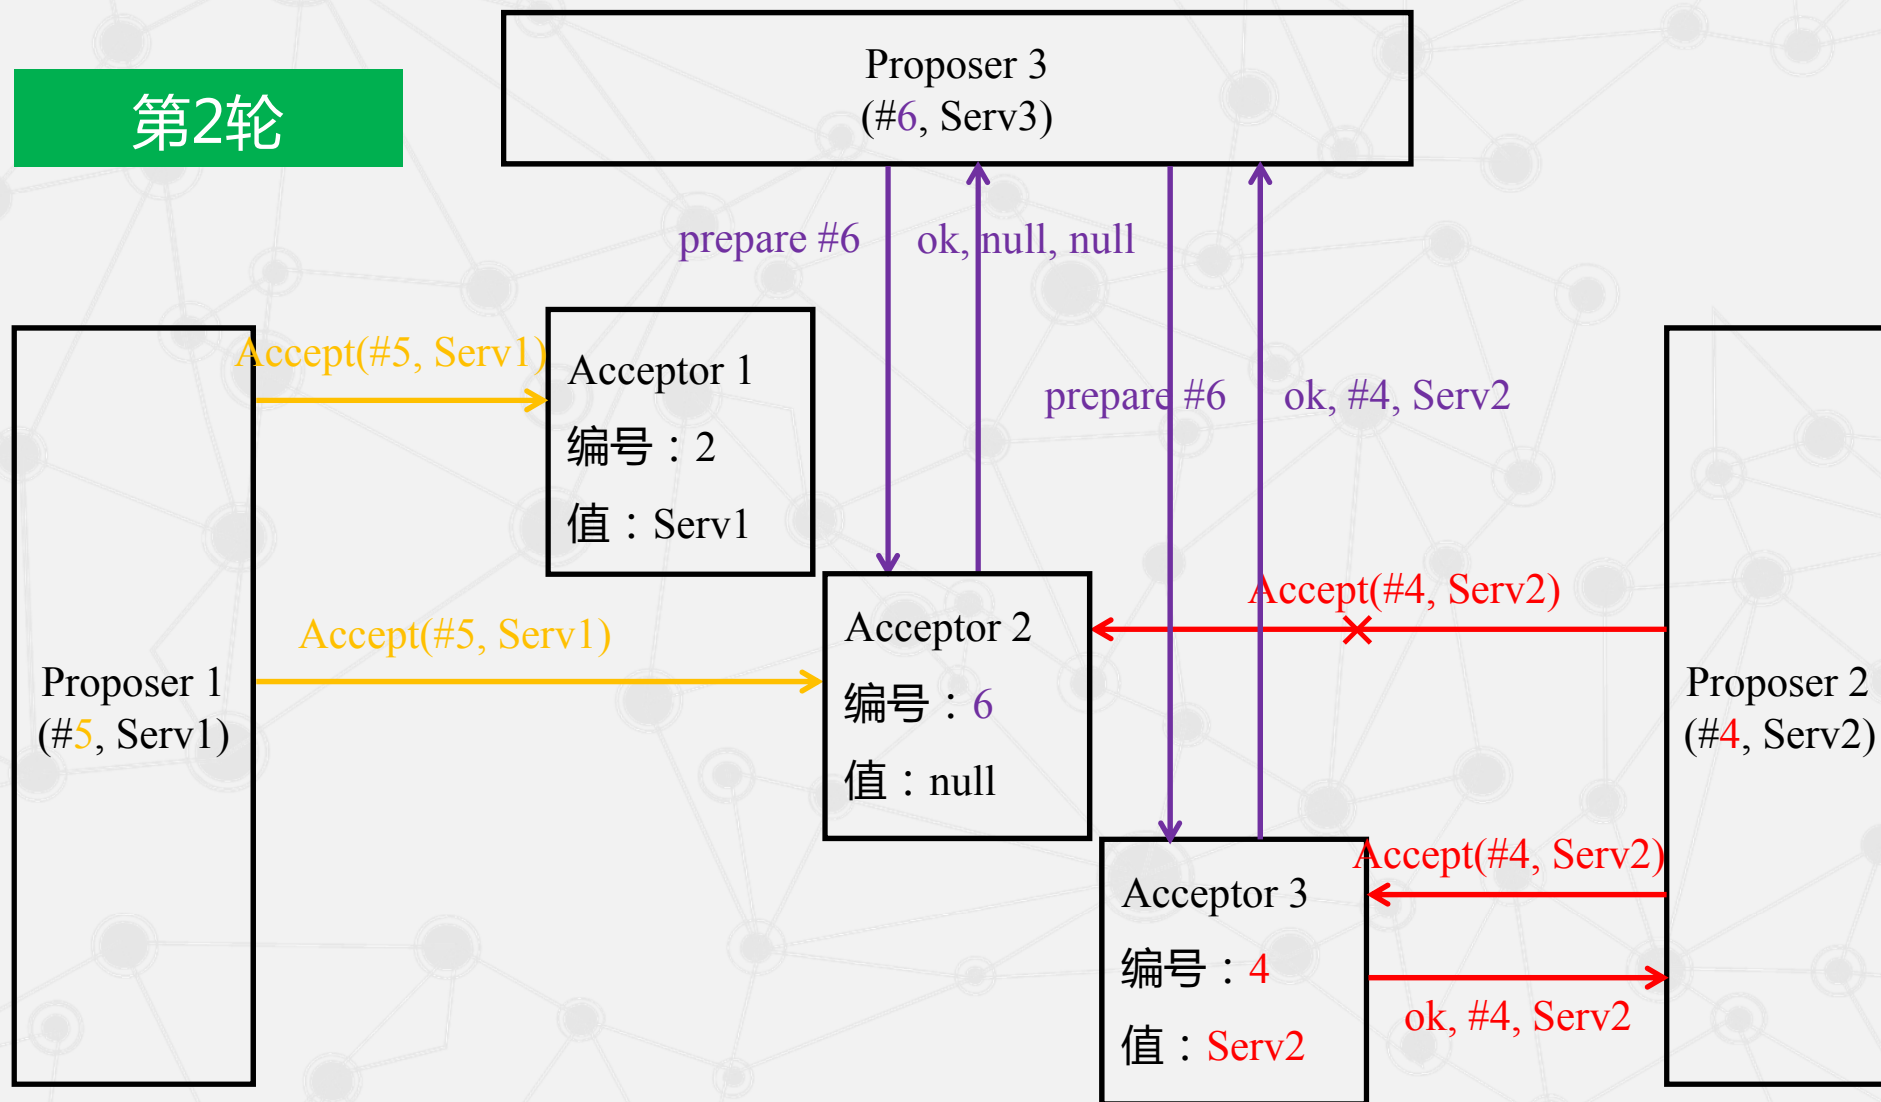 第2轮
Proposer 3
(#6, Serv3)
prepare #6
ok, null, null
Accept(#5, Serv1)
Acceptor 1
编号：2
值：Serv1
prepare #6
ok, #4, Serv2
Accept(#5, Serv1)
Acceptor 2
编号：6
值：null
Accept(#4, Serv2)
Proposer 1
(#5, Serv1)
Proposer 2
(#4, Serv2)
Accept(#4, Serv2)
Acceptor 3
编号：4
值：Serv2
ok, #4, Serv2